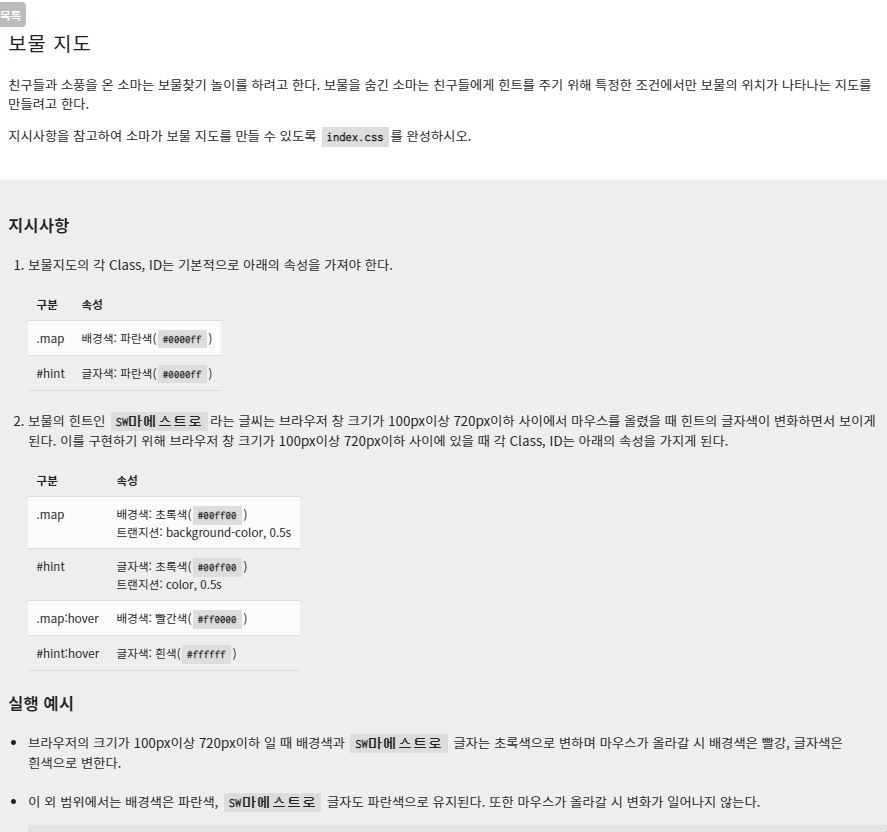 목록
보물 지도
친구들과 소풍을 온 소마는 보물찾기 놀이를 하려고 한다. 보물을 숨긴 소마는 친구들에게 힌트를 주기 위해 특정한 조건에서만 보물의 위치가 나타나는 지도를
만들려고 한다.
지시사항을 참고하여 소마가 보물 지도를 만들 수 있도록 index.css 를 완성하시오.
지시사항
1. 보물지도의 각 Class, ID는 기본적으로 아래의 속성을 가져야 한다.
구분 속성
.map 배경색: 파란색( #0000ff )
#hint 글자색: 파란색( #0000ff )
2. 보물의 힌트인 SW마에스트로 라는 글씨는 브라우저 창 크기가 100px이상 720px이하 사이에서 마우스를 올렸을 때 힌트의 글자색이 변화하면서 보이게
된다. 이를 구현하기 위해 브라우저 창 크기가 100px이상 720px이하 사이에 있을 때 각 Class, ID는 아래의 속성을 가지게 된다.
구분 속성
.map 배경색: 초록색( #00ff00 )
트랜지션: background-color, 0.5s
#hint 글자색: 초록색( #00ff00 )
트랜지션: color, 0.5s
.map:hover 배경색: 빨간색( #ff0000 )
#hint:hover 글자색: 흰색( #ffffff )
실행 예시
• 브라우저의 크기가 100px이상 720px이하 일 때 배경색과 SW마에스트로 글자는 초록색으로 변하며 마우스가 올라갈 시 배경색은 빨강, 글자색은
흰색으로 변한다.
• 이 외 범위에서는 배경색은 파란색, SW마에스트로 글자도 파란색으로 유지된다. 또한 마우스가 올라갈 시 변화가 일어나지 않는다.